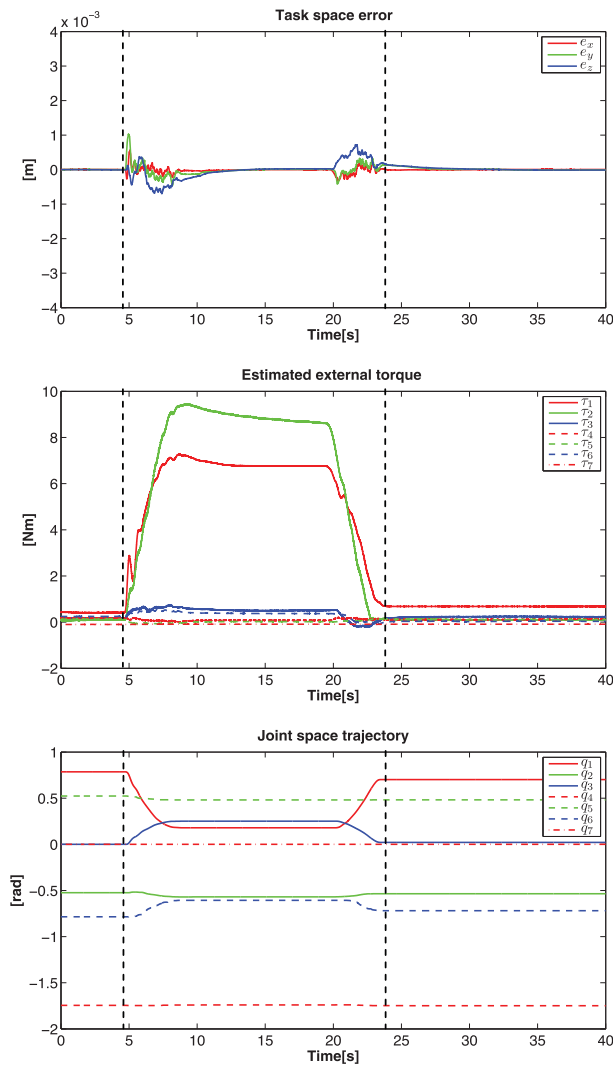 Task space error
x 10⁻³
4
3
2
1
0
−1
−2
−3
−4
[m]
e_x
e_y
e_z
0 5 10 15 20 25 30 35 40
Time[s]
Estimated external torque
10
8
6
4
2
0
−2
[Nm]
τ_1
τ_2
τ_3
τ_4
τ_5
τ_6
τ_7
0 5 10 15 20 25 30 35 40
Time[s]
Joint space trajectory
1
0.5
0
−0.5
−1
−1.5
−2
[rad]
q_1
q_2
q_3
q_4
q_5
q_6
q_7
0 5 10 15 20 25 30 35 40
Time[s]